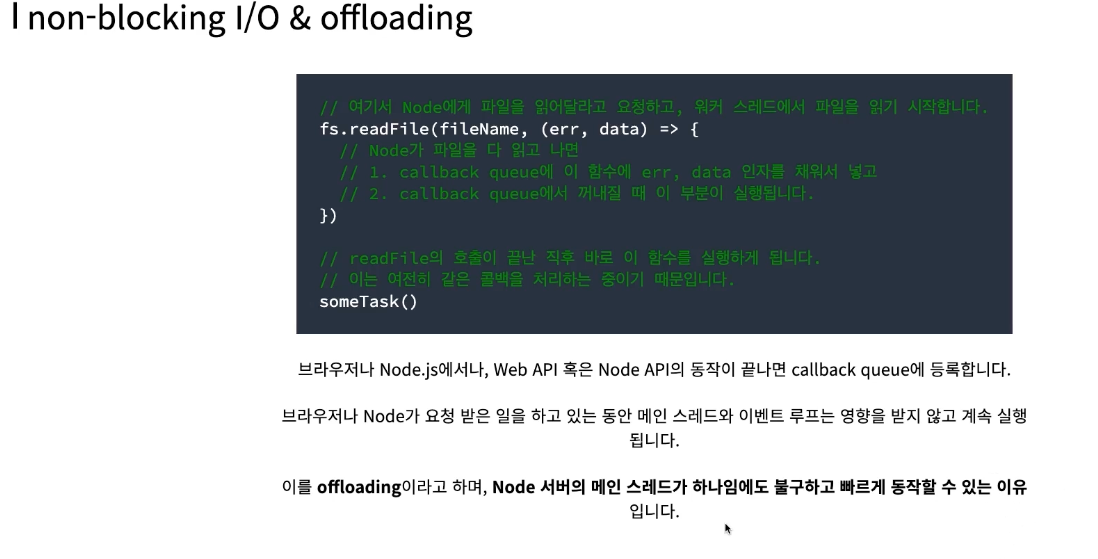 non-blocking I/O & offloading
// 여기서 Node에게 파일을 읽어달라고 요청하고, 워커 스레드에서 파일을 읽기 시작합니다.
fs.readFile(fileName, (err, data) => {
// Node가 파일을 다 읽고 나면
// 1. callback queue에 이 함수에 err, data 인자를 채워서 넣고
// 2. callback queue에서 꺼내질 때 이 부분이 실행됩니다.
})
// readFile의 호출이 끝난 직후 바로 이 함수를 실행하게 됩니다.
// 이는 여전히 같은 콜백을 처리하는 중이기 때문입니다.
someTask()
브라우저나 Node.js에서나, Web API 혹은 Node API의 동작이 끝나면 callback queue에 등록합니다.
브라우저나 Node가 요청 받은 일을 하고 있는 동안 메인 스레드와 이벤트 루프는 영향을 받지 않고 계속 실행
됩니다.
이를 offloading이라고 하며, Node 서버의 메인 스레드가 하나임에도 불구하고 빠르게 동작할 수 있는 이유
입니다.